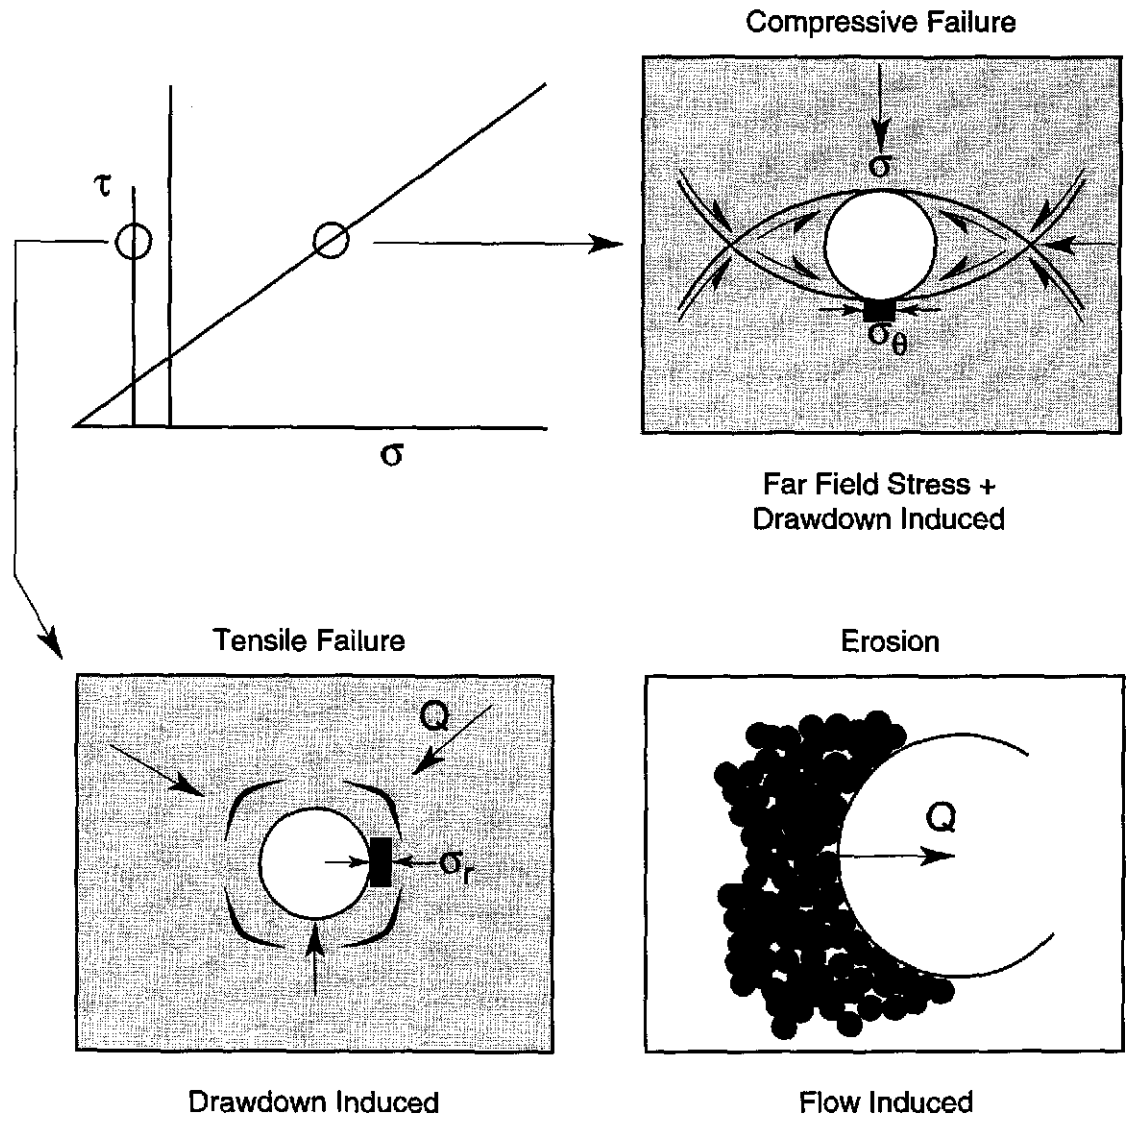 Compressive Failure
τ
σ
σ
σθ
Far Field Stress +
Drawdown Induced
Tensile Failure
Q
σr
Drawdown Induced
Erosion
Q
Flow Induced